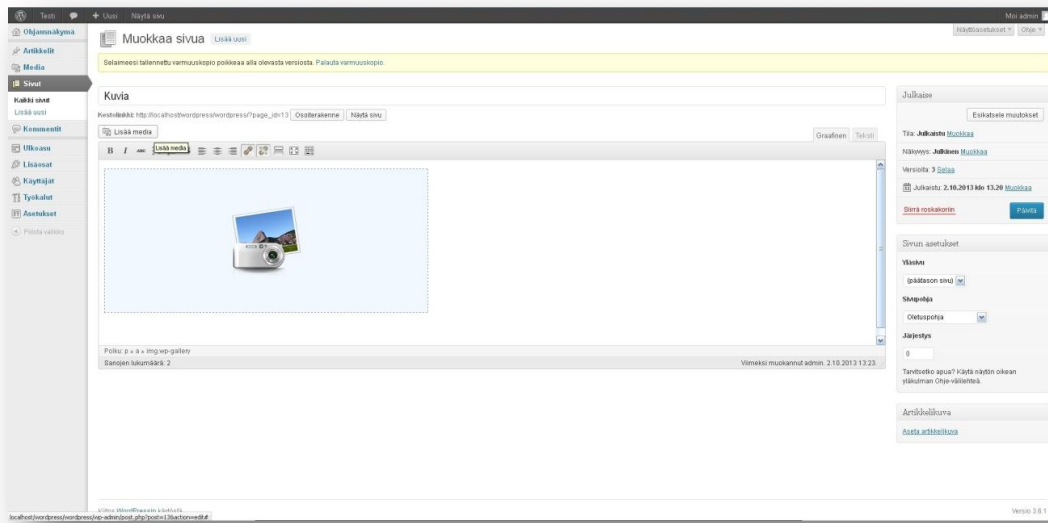 Testi + Uusi Näytä sivu Moi admin
Ohjausnäkymä
Artikkelit
Media
Sivut
Kaikki sivut
Lisää uusi
Kommentit
Ulkoasu
Lisäosat
Käyttäjät
Työkalut
Asetukset
Piilota valikko
Näyttöasetukset Ohje
Muokkaa sivua Lisää uusi
Selaimeesi tallennettu varmuuskopio poikkeaa alla olevasta versiosta. Palauta varmuuskopio.
Kuvia
Kestolinkki: http://localhost/wordpress/wordpress/?page_id=13 Osoiterakenne Näytä sivu
Lisää media
Graafinen Teksti
B I ABC Lisää media
Polku: p » a » img.wp-gallery
Sanojen lukumäärä: 2 Viimeksi muokannut admin, 2.10.2013 13:23.
Julkaise
Esikatsele muutokset
Tila: Julkaistu Muokkaa
Näkyvyys: Julkinen Muokkaa
Versioita: 3 Selaa
Julkaistu: 2.10.2013 klo 13.20 Muokkaa
Siirrä roskakoriin Päivitä
Sivun asetukset
Yläsivu
(päätason sivu)
Sivupohja
Oletuspohja
Järjestys
0
Tarvitsetko apua? Käytä näytön oikean
yläkulman Ohje-välilehteä.
Artikkelikuva
Aseta artikkelikuva
Kiitos WordPressin käytöstä. Versio 3.6.1
localhost/wordpress/wordpress/wp-admin/post.php?post=13&action=edit#